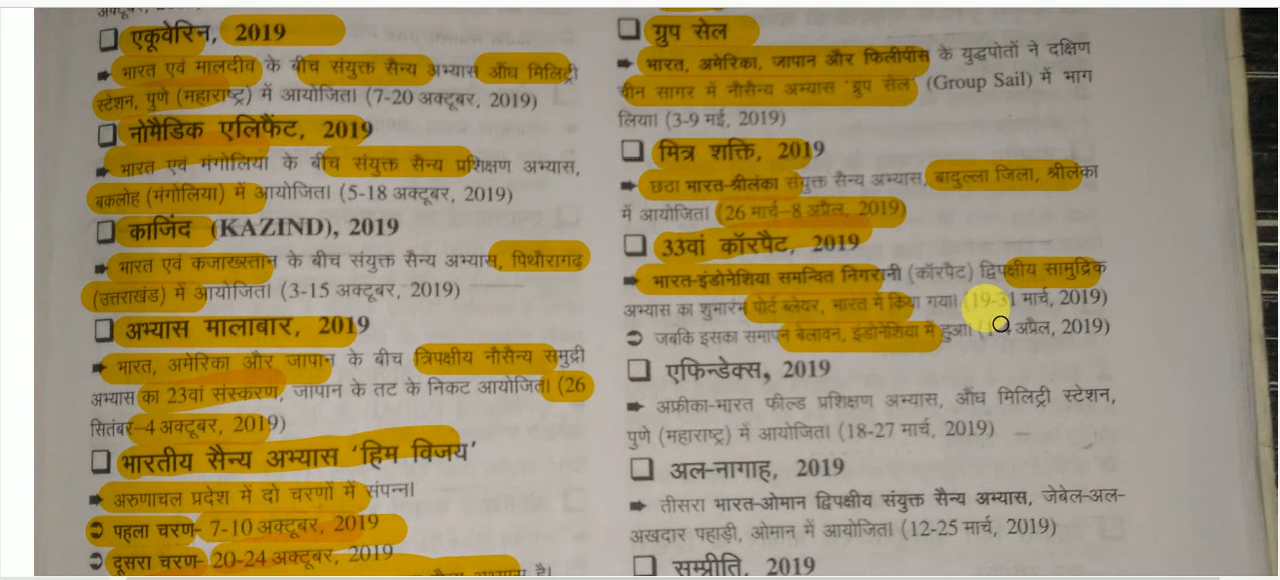 ❑ एकूवेरिन, 2019
➡ भारत एवं मालदीव के बीच संयुक्त सैन्य अभ्यास औंध मिलिट्री
स्टेशन, पुणे (महाराष्ट्र) में आयोजित। (7-20 अक्टूबर, 2019)
❑ नोमैडिक एलिफैंट, 2019
➡ भारत एवं मंगोलिया के बीच संयुक्त सैन्य प्रशिक्षण अभ्यास,
बकलोह (मंगोलिया) में आयोजित। (5-18 अक्टूबर, 2019)
❑ काजिंद (KAZIND), 2019
➡ भारत एवं कजाख्स्तान के बीच संयुक्त सैन्य अभ्यास, पिथौरागढ़
(उत्तराखंड) में आयोजित। (3-15 अक्टूबर, 2019)
❑ अभ्यास मालाबार, 2019
➡ भारत, अमेरिका और जापान के बीच त्रिपक्षीय नौसैन्य समुद्री
अभ्यास का 23वां संस्करण, जापान के तट के निकट आयोजित। (26
सितंबर–4 अक्टूबर, 2019)
❑ भारतीय सैन्य अभ्यास ‘हिम विजय’
➡ अरुणाचल प्रदेश में दो चरणों में संपन्न।
➲ पहला चरण– 7-10 अक्टूबर, 2019
➲ दूसरा चरण– 20-24 अक्टूबर, 2019
❑ ग्रुप सेल
➡ भारत, अमेरिका, जापान और फिलीपींस के युद्धपोतों ने दक्षिण
चीन सागर में नौसैन्य अभ्यास ‘ग्रुप सेल’ (Group Sail) में भाग
लिया। (3-9 मई, 2019)
❑ मित्र शक्ति, 2019
➡ छठा भारत-श्रीलंका संयुक्त सैन्य अभ्यास, बादुल्ला जिला, श्रीलंका
में आयोजित। (26 मार्च–8 अप्रैल, 2019)
❑ 33वां कॉरपैट, 2019
➡ भारत-इंडोनेशिया समन्वित निगरानी (कॉरपैट) द्विपक्षीय सामुद्रिक
अभ्यास का शुभारंभ पोर्ट ब्लेयर, भारत में किया गया। (19-31 मार्च, 2019)
➲ जबकि इसका समापन बेलावन, इंडोनेशिया में हुआ। अप्रैल, 2019)
❑ एफिन्डेक्स, 2019
➡ अफ्रीका-भारत फील्ड प्रशिक्षण अभ्यास, औंध मिलिट्री स्टेशन,
पुणे (महाराष्ट्र) में आयोजित। (18-27 मार्च, 2019)
❑ अल-नागाह, 2019
➡ तीसरा भारत-ओमान द्विपक्षीय संयुक्त सैन्य अभ्यास, जेबेल-अल-
अखदार पहाड़ी, ओमान में आयोजित। (12-25 मार्च, 2019)
❑ सम्प्रीति, 2019